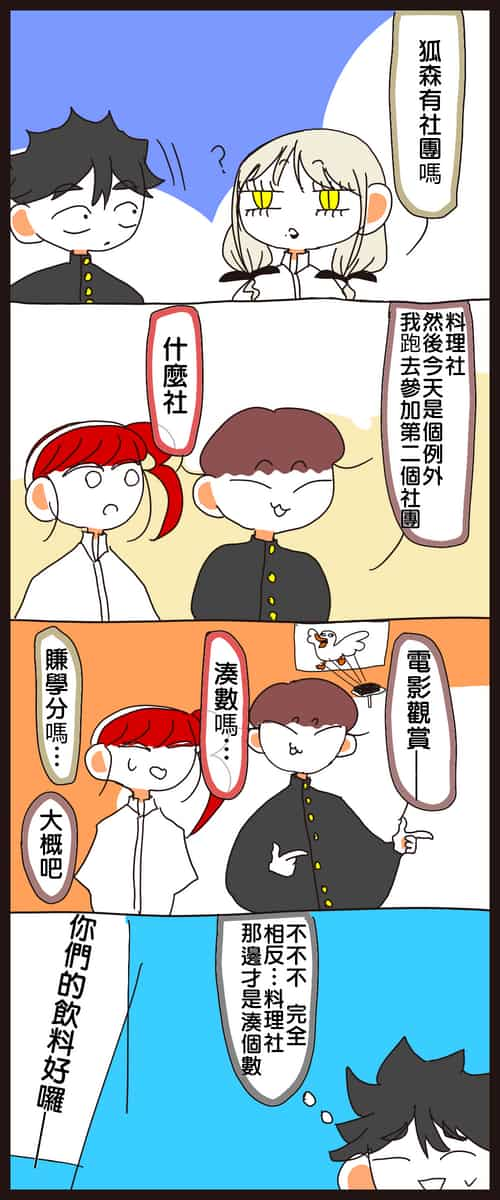 狐森有社團嗎
料理社
然後今天是個例外
我跑去參加第二個社團
什麼社
電影觀賞——
湊數嗎…
賺學分嗎…
大概吧
不不不 完全
相反…料理社
那邊才是湊個數
你們的飲料好囉——